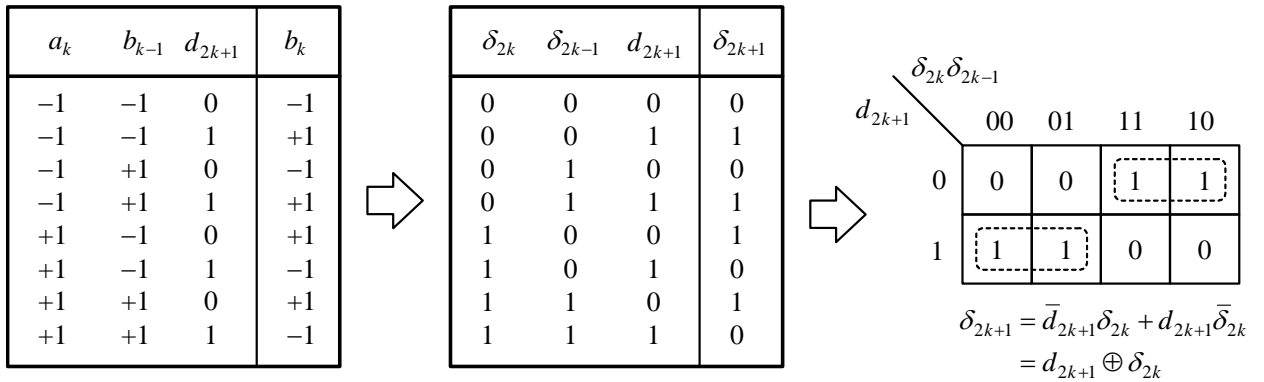 a_k b_{k−1} d_{2k+1} b_k
−1 −1 0 −1
−1 −1 1 +1
−1 +1 0 −1
−1 +1 1 +1
+1 −1 0 +1
+1 −1 1 −1
+1 +1 0 +1
+1 +1 1 −1
δ_{2k} δ_{2k−1} d_{2k+1} δ_{2k+1}
0 0 0 0
0 0 1 1
0 1 0 0
0 1 1 1
1 0 0 1
1 0 1 0
1 1 0 1
1 1 1 0
δ_{2k}δ_{2k−1}
d_{2k+1}
00 01 11 10
0 0 0 1 1
1 1 1 0 0
δ_{2k+1} = d̅_{2k+1}δ_{2k} + d_{2k+1}δ̅_{2k}
= d_{2k+1} ⊕ δ_{2k}